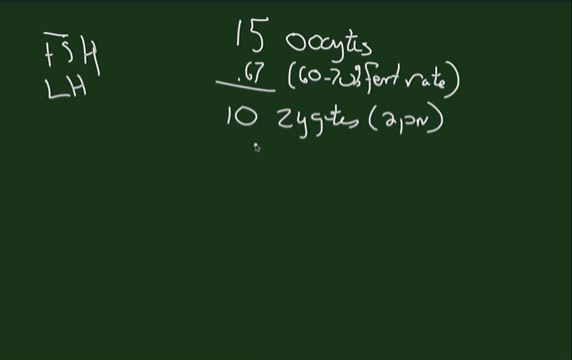 FSH
LH
15 oocytes
.67 (60-70% fert rate)
10 zygotes (2pn)